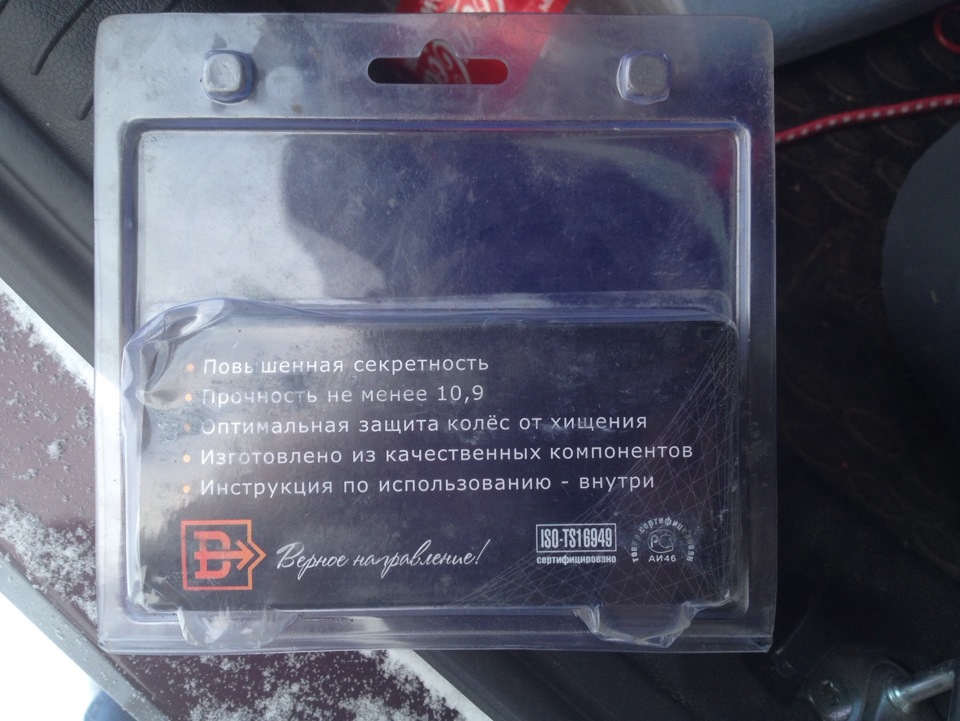 Повышенная секретность
Прочность не менее 10,9
Оптимальная защита колёс от хищения
Изготовлено из качественных компонентов
Инструкция по использованию - внутри
Верное направление!
ISO-TS16949
сертифицировано
АИ46